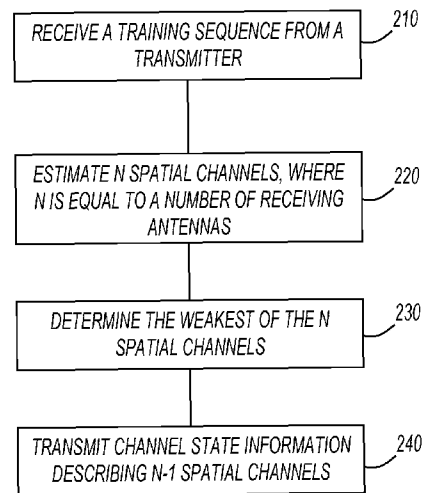 RECEIVE A TRAINING SEQUENCE FROM A
TRANSMITTER
210
ESTIMATE N SPATIAL CHANNELS, WHERE
N IS EQUAL TO A NUMBER OF RECEIVING
ANTENNAS
220
DETERMINE THE WEAKEST OF THE N
SPATIAL CHANNELS
230
TRANSMIT CHANNEL STATE INFORMATION
DESCRIBING N-1 SPATIAL CHANNELS
240